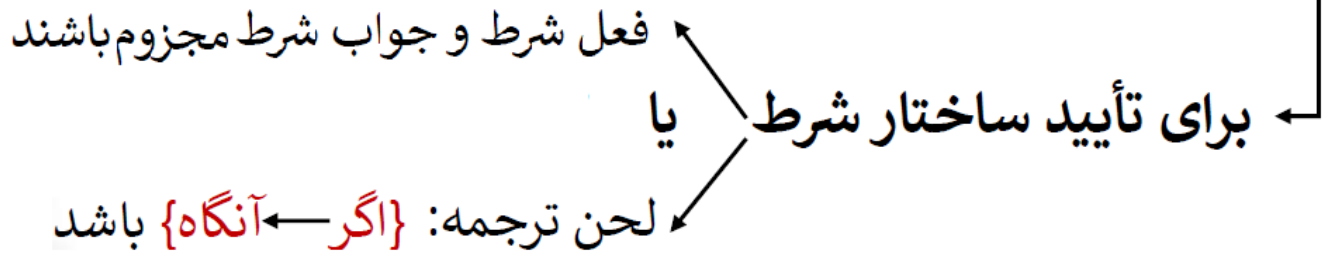 فعل شرط و جواب شرط مجزوم باشند
برای تأیید ساختار شرط یا
لحن ترجمه: {اگر ← آنگاه} باشد